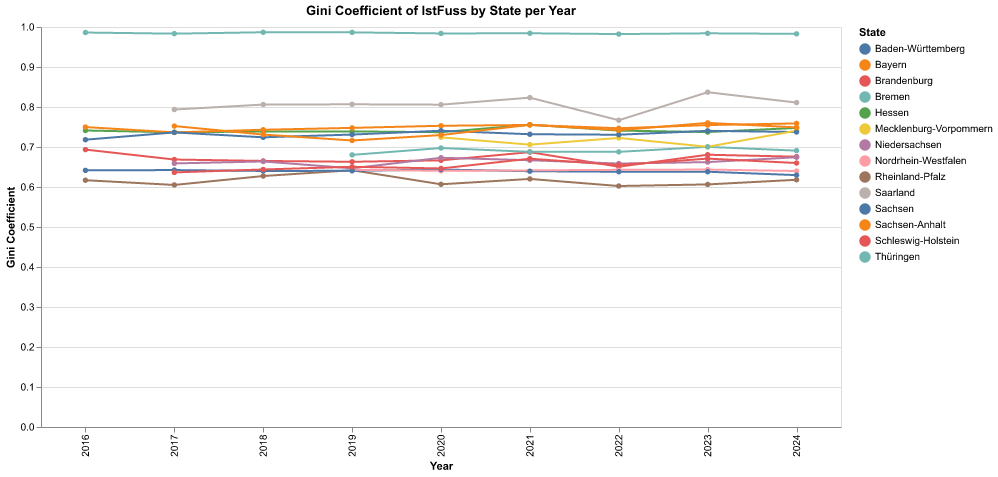 Gini Coefficient of IstFuss by State per Year
1.0
0.9
0.8
0.7
0.6
0.5
0.4
0.3
0.2
0.1
0.0
Gini Coefficient
2016
2017
2018
2019
2020
2021
2022
2023
2024
Year
State
Baden-Württemberg
Bayern
Brandenburg
Bremen
Hessen
Mecklenburg-Vorpommern
Niedersachsen
Nordrhein-Westfalen
Rheinland-Pfalz
Saarland
Sachsen
Sachsen-Anhalt
Schleswig-Holstein
Thüringen